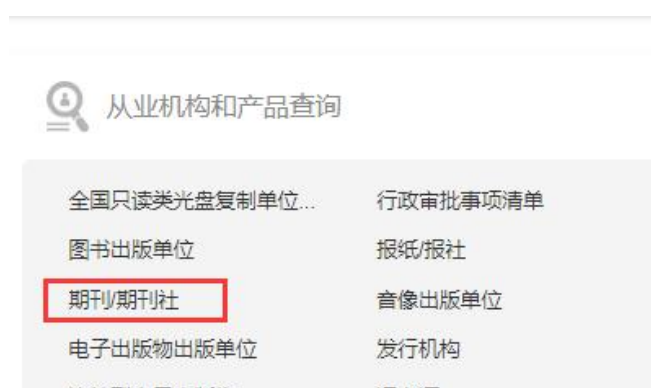 从业机构和产品查询
全国只读类光盘复制单位...
行政审批事项清单
图书出版单位
报纸/报社
期刊/期刊社
音像出版单位
电子出版物出版单位
发行机构